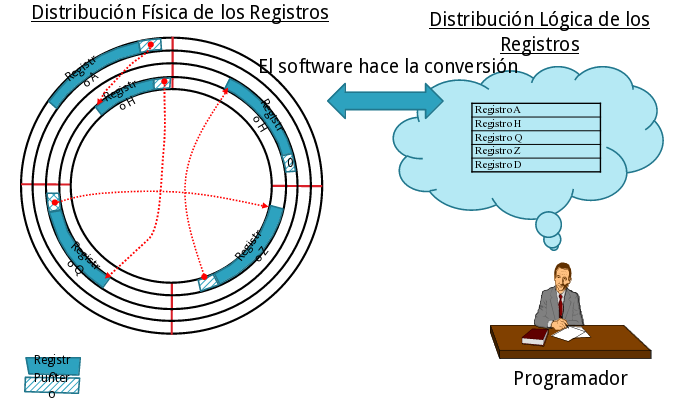 Distribución Física de los Registros
Distribución Lógica de los
Registros
El software hace la conversión
Registr
o A
Registr
o H
Registr
o H
0
Registr
o Q
Registr
o Z
Registro A
Registro H
Registro Q
Registro Z
Registro D
Programador
Registr
o
Punter
o